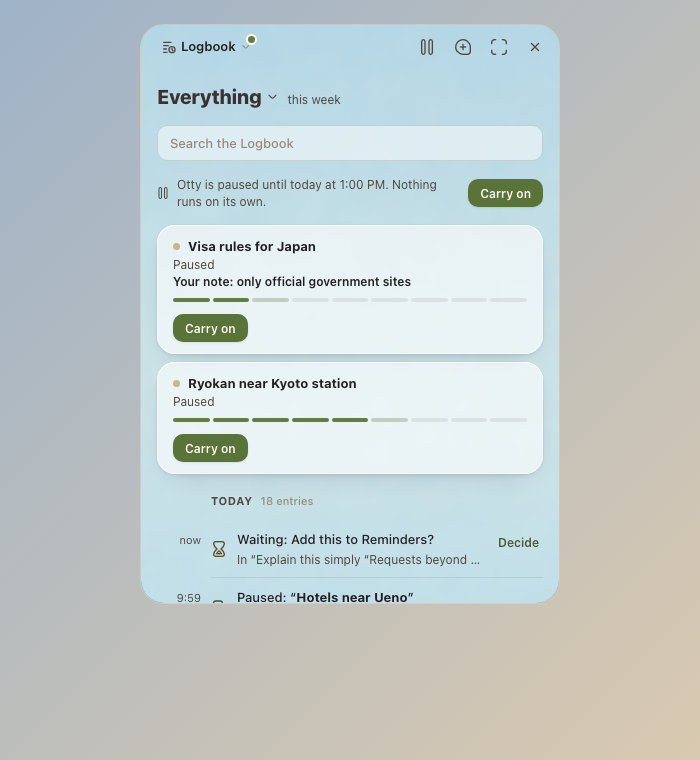 Logbook
Everything this week
Search the Logbook
Otty is paused until today at 1:00 PM. Nothing
runs on its own.
Carry on
Visa rules for Japan
Paused
Your note: only official government sites
Carry on
Ryokan near Kyoto station
Paused
Carry on
TODAY 18 entries
now Waiting: Add this to Reminders? Decide
In “Explain this simply “Requests beyond ...
9:59 Paused: “Hotels near Ueno”